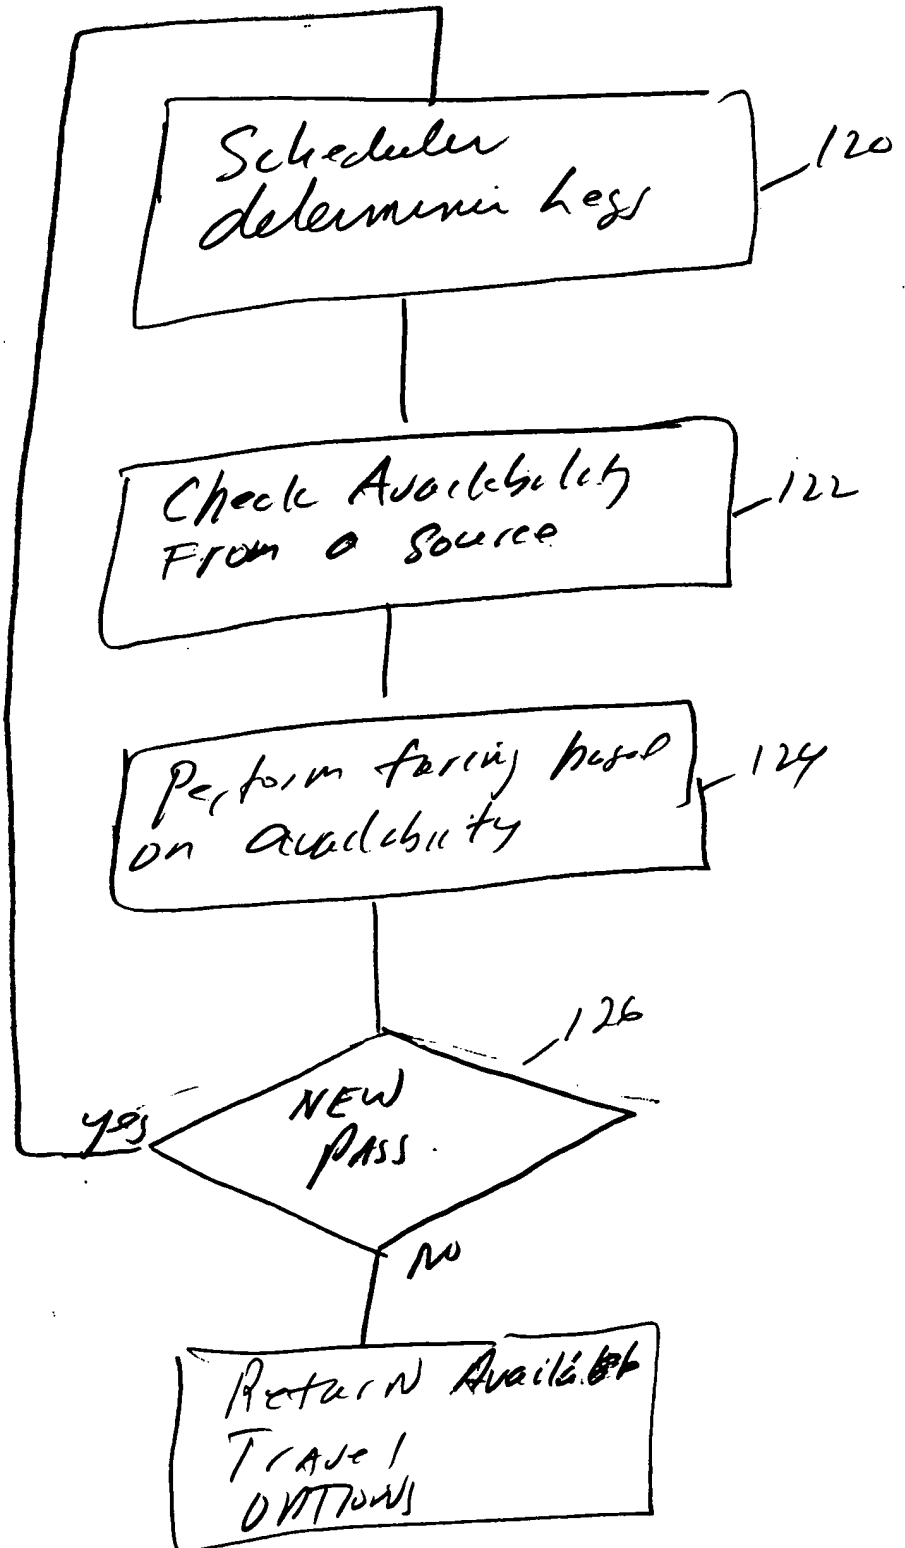 Scheduler
determines Legs
120
Check Availability
From a Source
122
Perform faring based
on availability
124
126
NEW
PASS
yes
NO
Return Available
Travel
OPTIONS